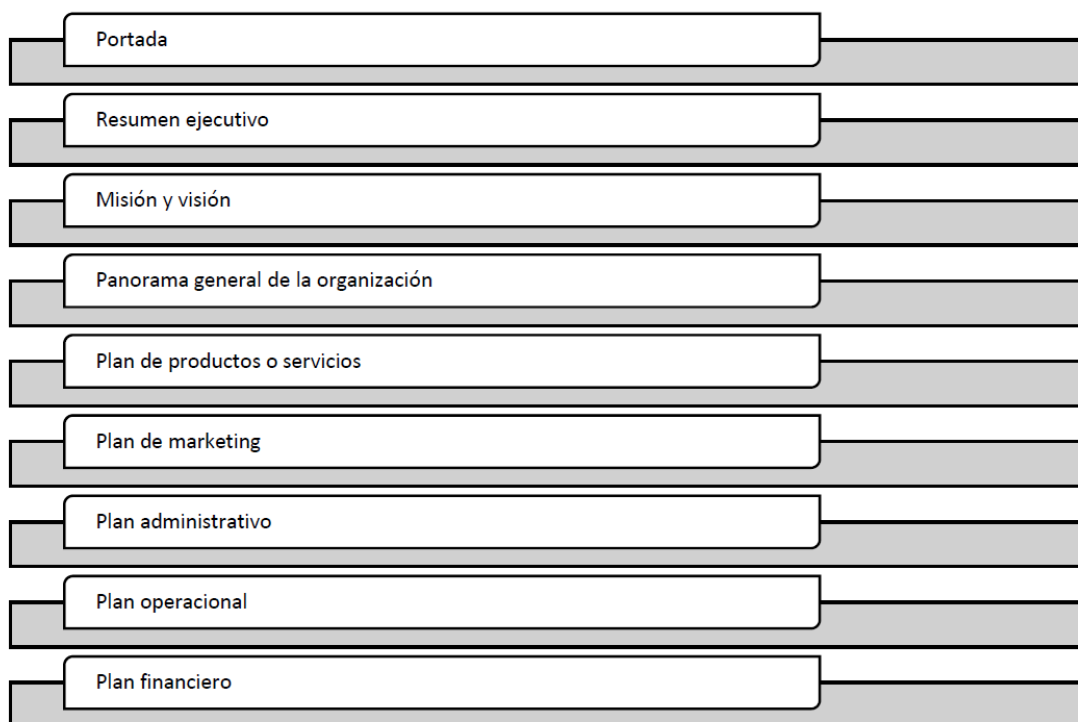 Portada
Resumen ejecutivo
Misión y visión
Panorama general de la organización
Plan de productos o servicios
Plan de marketing
Plan administrativo
Plan operacional
Plan financiero